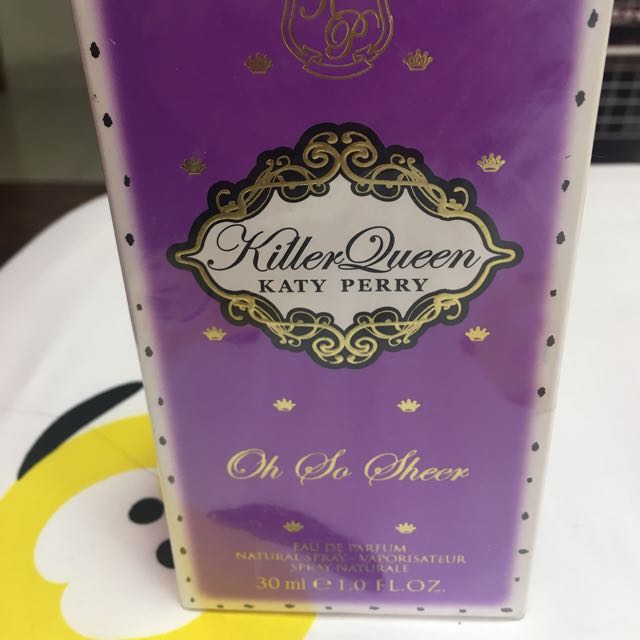 KP
Killer Queen
KATY PERRY
Oh So Sheer
EAU DE PARFUM
NATURAL SPRAY - VAPORISATEUR
SPRAY NATURALE
30 ml ℮ 1.0 FL.OZ.